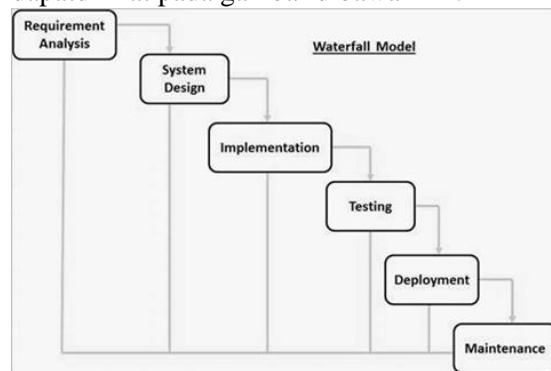 Requirement
Analysis
Waterfall Model
System
Design
Implementation
Testing
Deployment
Maintenance